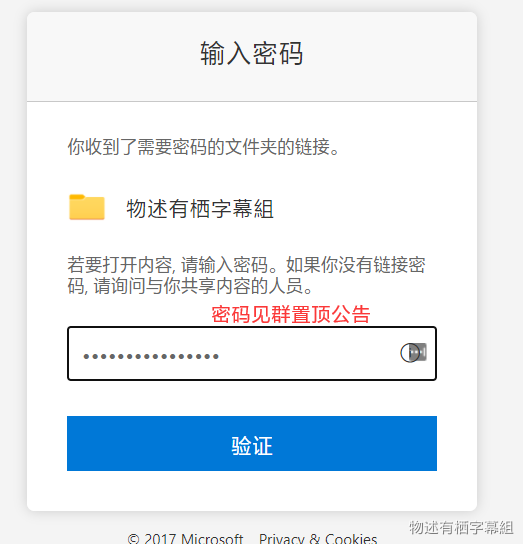 输入密码
你收到了需要密码的文件夹的链接。
物述有栖字幕組
若要打开内容, 请输入密码。如果你没有链接密
码, 请询问与你共享内容的人员。
密码见群置顶公告
••••••••••••••••
验证
© 2017 Microsoft Privacy & Cookies
物述有栖字幕組